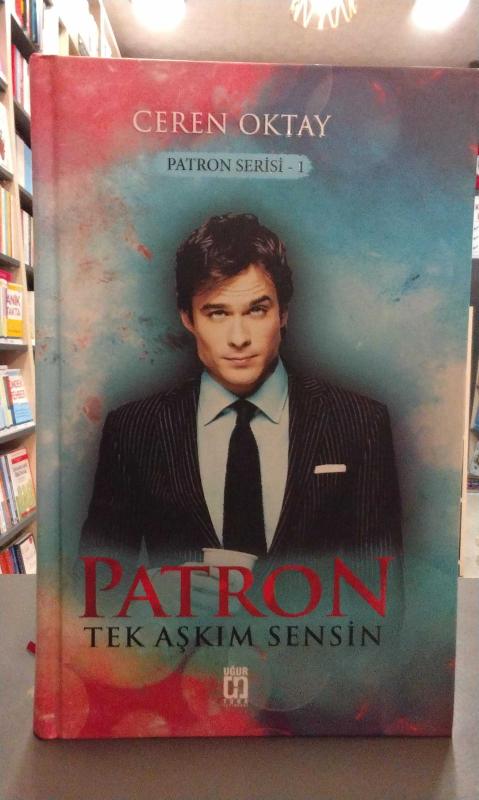 CEREN OKTAY
PATRON SERİSİ - 1
PATRON
TEK AŞKIM SENSİN
UĞUR